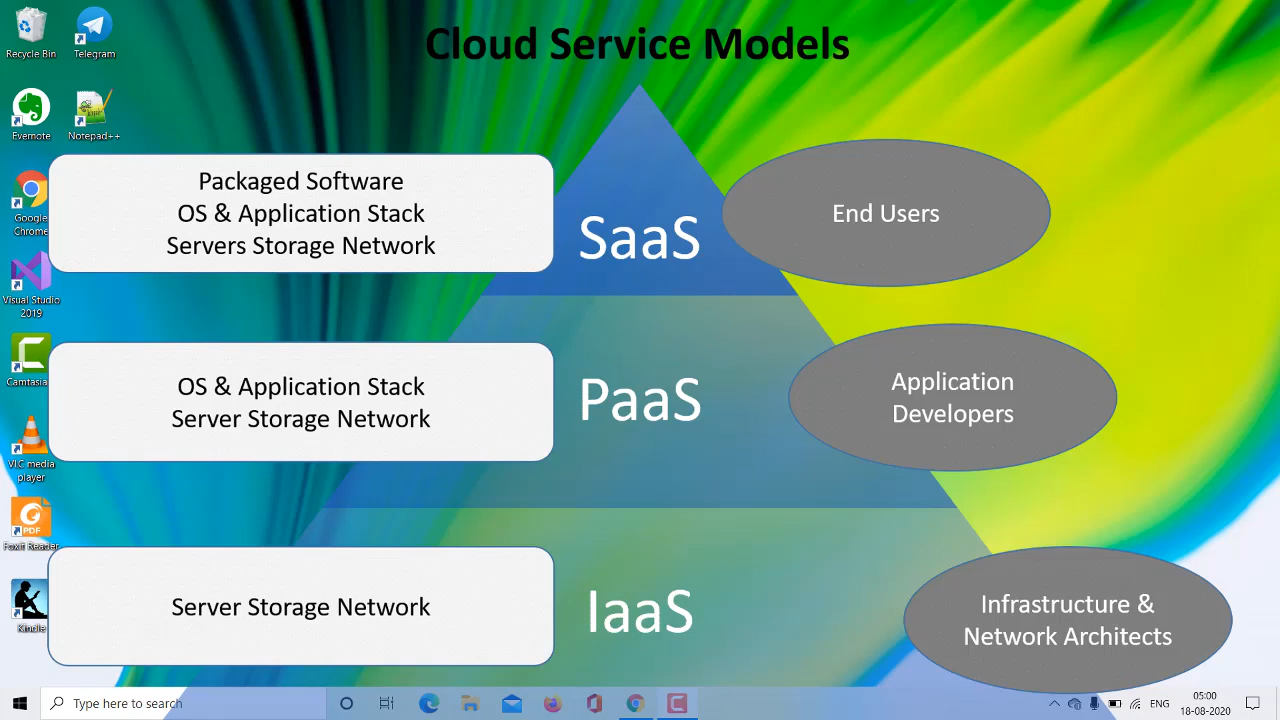 Cloud Service Models
Recycle Bin
Telegram
Evernote
Notepad++
Google
Chrome
Visual Studio
2019
Camtasia
VLC media
player
PDF
Foxit Reader
Kindle
Packaged Software
OS & Application Stack
Servers Storage Network
SaaS
End Users
OS & Application Stack
Server Storage Network
PaaS
Application
Developers
Server Storage Network
IaaS
Infrastructure &
Network Architects
Type here to search
ENG
05:00
18-08-2020